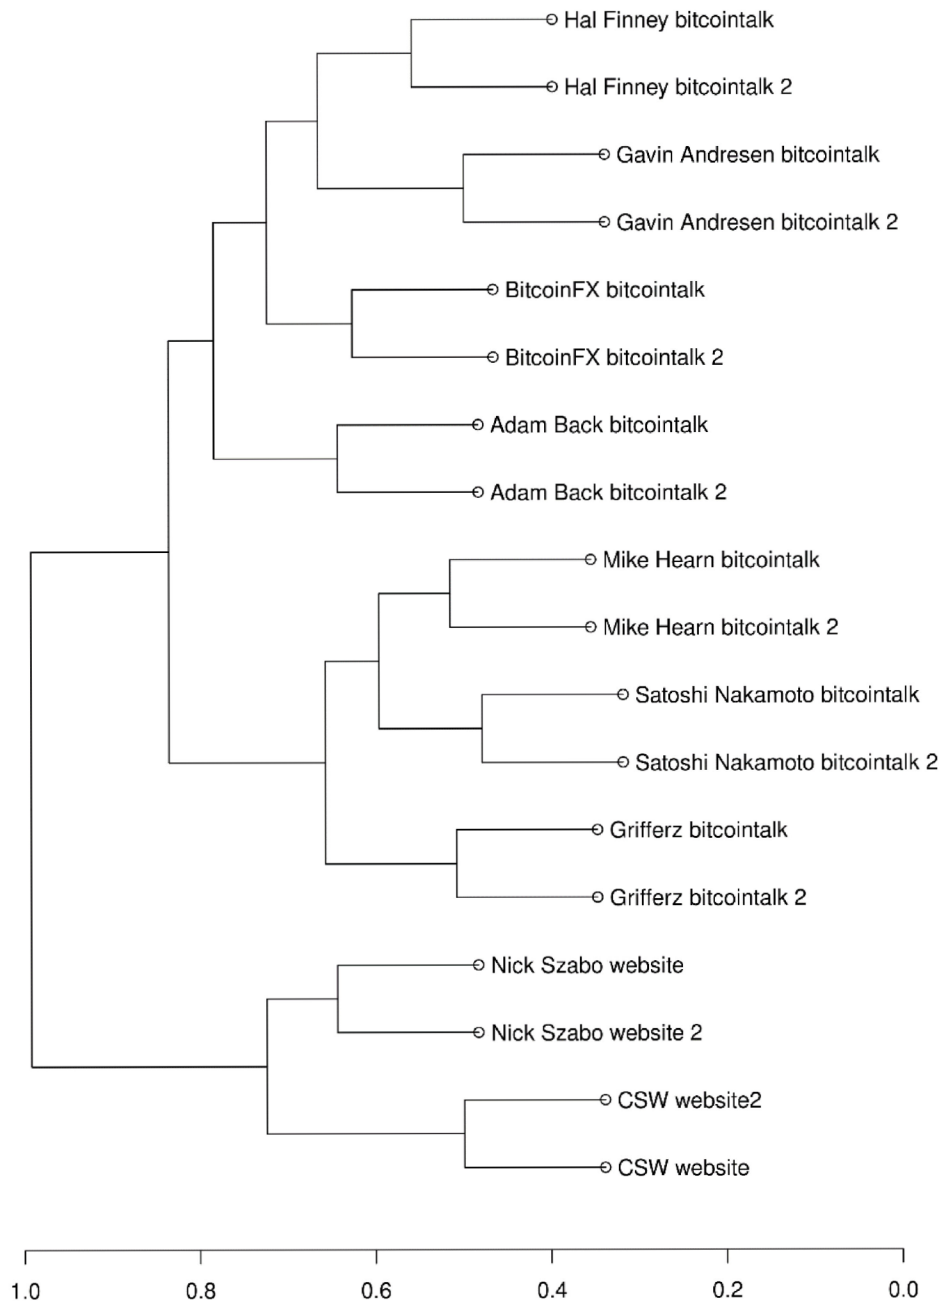 Hal Finney bitcointalk
Hal Finney bitcointalk 2
Gavin Andresen bitcointalk
Gavin Andresen bitcointalk 2
BitcoinFX bitcointalk
BitcoinFX bitcointalk 2
Adam Back bitcointalk
Adam Back bitcointalk 2
Mike Hearn bitcointalk
Mike Hearn bitcointalk 2
Satoshi Nakamoto bitcointalk
Satoshi Nakamoto bitcointalk 2
Grifferz bitcointalk
Grifferz bitcointalk 2
Nick Szabo website
Nick Szabo website 2
CSW website2
CSW website
1.0 0.8 0.6 0.4 0.2 0.0